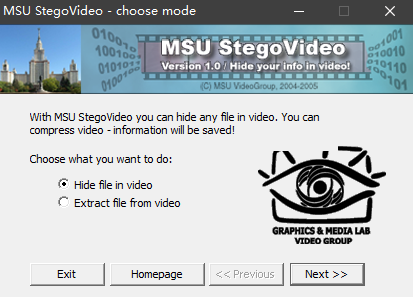 MSU StegoVideo - choose mode
MSU StegoVideo
Version 1.0 / Hide your info in video!
(C) MSU VideoGroup, 2004-2005
With MSU StegoVideo you can hide any file in video. You can
compress video - information will be saved!
Choose what you want to do:
Hide file in video
Extract file from video
GRAPHICS & MEDIA LAB
VIDEO GROUP
Exit
Homepage
<< Previous
Next >>